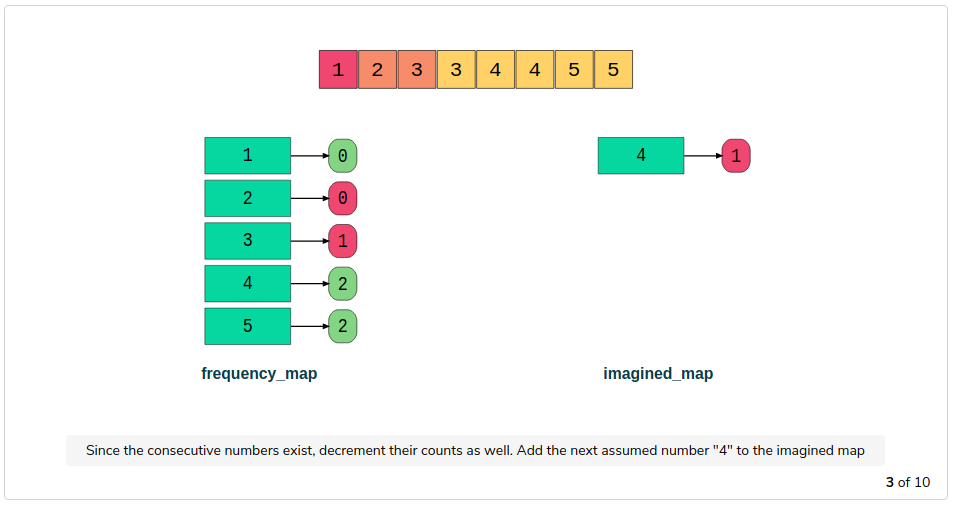 1 2 3 3 4 4 5 5
1 0
4 1
2 0
3 1
4 2
5 2
frequency_map
imagined_map
Since the consecutive numbers exist, decrement their counts as well. Add the next assumed number "4" to the imagined map
3 of 10